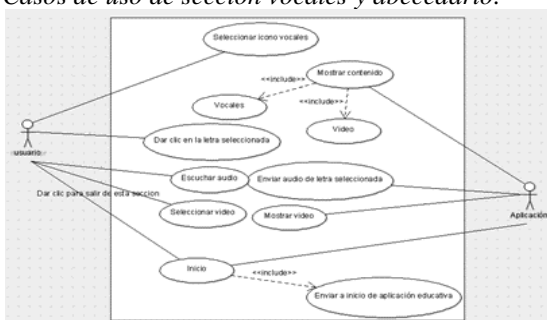 Casos de uso de sección vocales y abecedario.
Seleccionar icono vocales
<<include>>
Mostrar contenido
Vocales
<<include>>
Video
usuario
Dar clic en la letra seleccionada
Escuchar audio
Enviar audio de letra seleccionada
Dar clic para salir de esta seccion
Seleccionar video
Mostrar video
Aplicación
Inicio
<<include>>
Enviar a inicio de aplicación educativa